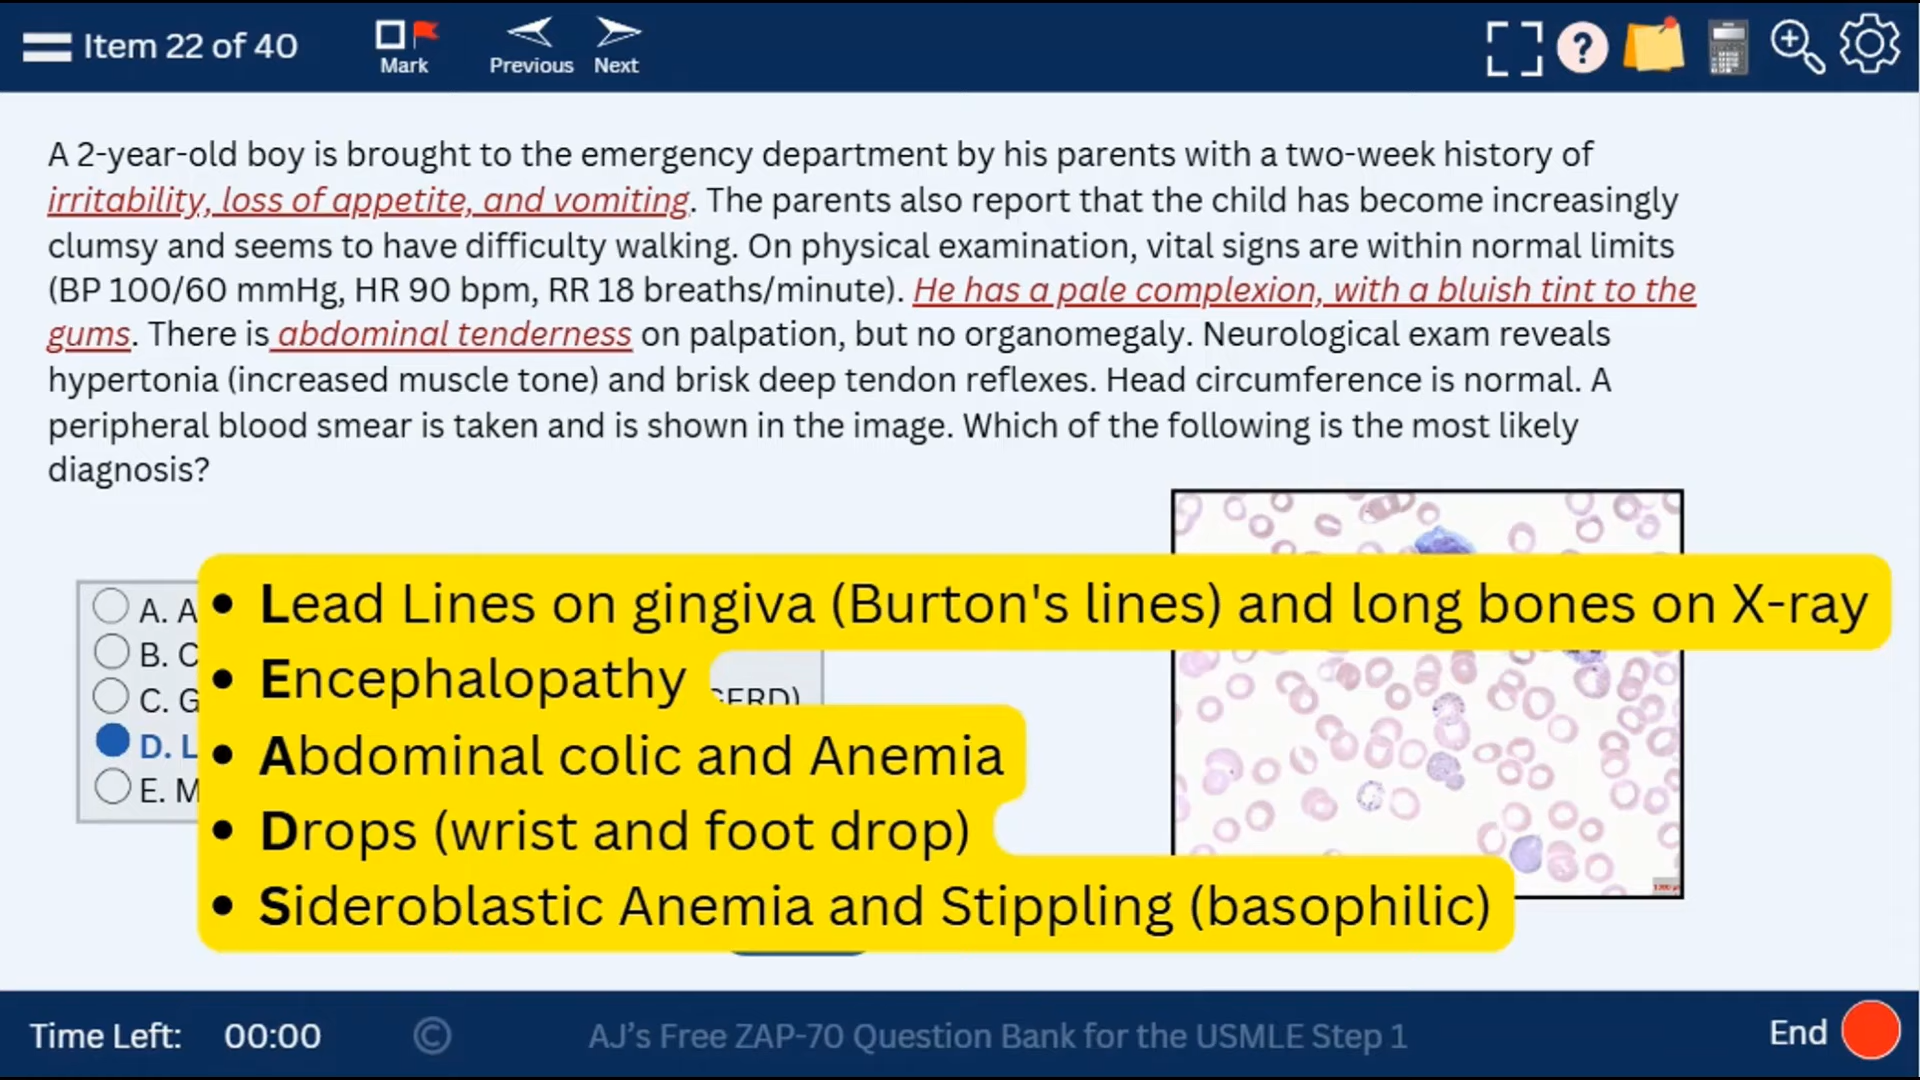 Item 22 of 40
Mark
Previous
Next
?
A 2-year-old boy is brought to the emergency department by his parents with a two-week history of
irritability, loss of appetite, and vomiting. The parents also report that the child has become increasingly
clumsy and seems to have difficulty walking. On physical examination, vital signs are within normal limits
(BP 100/60 mmHg, HR 90 bpm, RR 18 breaths/minute). He has a pale complexion, with a bluish tint to the
gums. There is abdominal tenderness on palpation, but no organomegaly. Neurological exam reveals
hypertonia (increased muscle tone) and brisk deep tendon reflexes. Head circumference is normal. A
peripheral blood smear is taken and is shown in the image. Which of the following is the most likely
diagnosis?
A. A
B. C
C. G
GERD)
D. L
E. M
• Lead Lines on gingiva (Burton's lines) and long bones on X-ray
• Encephalopathy
• Abdominal colic and Anemia
• Drops (wrist and foot drop)
• Sideroblastic Anemia and Stippling (basophilic)
Time Left: 00:00
©
AJ's Free ZAP-70 Question Bank for the USMLE Step 1
End